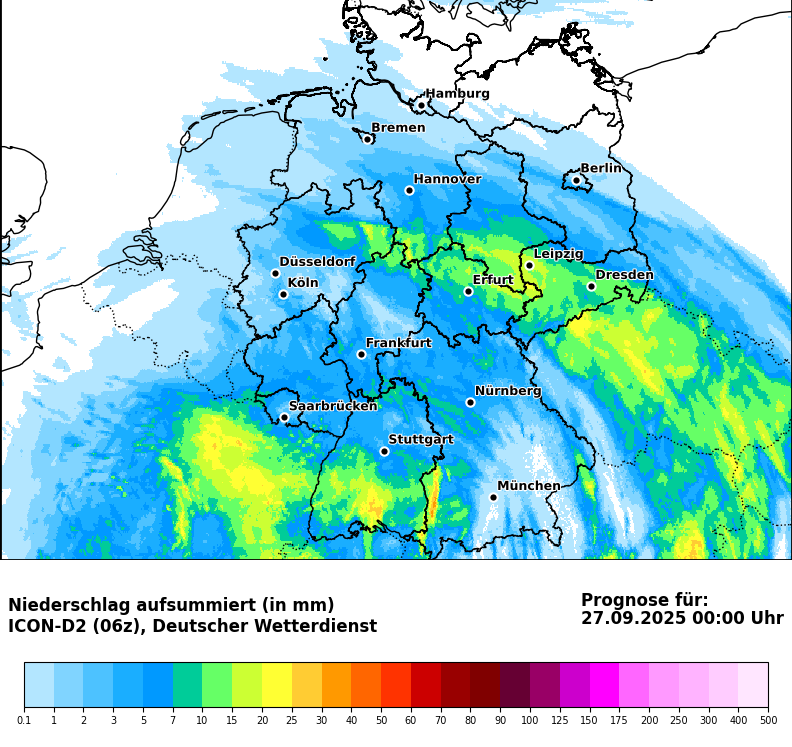 Hamburg
Bremen
Berlin
Hannover
Leipzig
Düsseldorf
Dresden
Köln
Erfurt
Frankfurt
Nürnberg
Saarbrücken
Stuttgart
München
Niederschlag aufsummiert (in mm)
ICON-D2 (06z), Deutscher Wetterdienst
Prognose für:
27.09.2025 00:00 Uhr
0.1 1 2 3 5 7 10 15 20 25 30 40 50 60 70 80 90 100 125 150 175 200 250 300 400 500